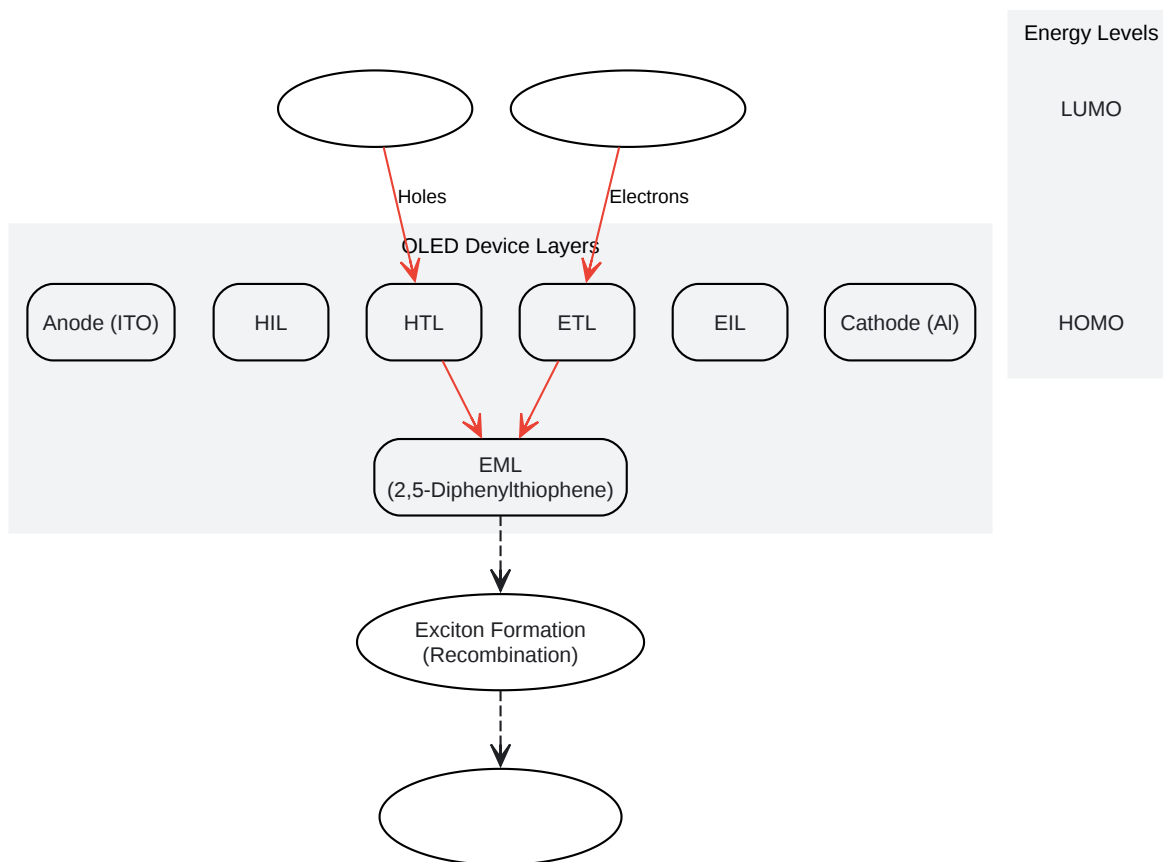 Energy Levels
LUMO
Holes
Electrons
OLED Device Layers
Anode (ITO)
HIL
HTL
ETL
EIL
Cathode (Al)
HOMO
EML
(2,5-Diphenylthiophene)
Exciton Formation
(Recombination)